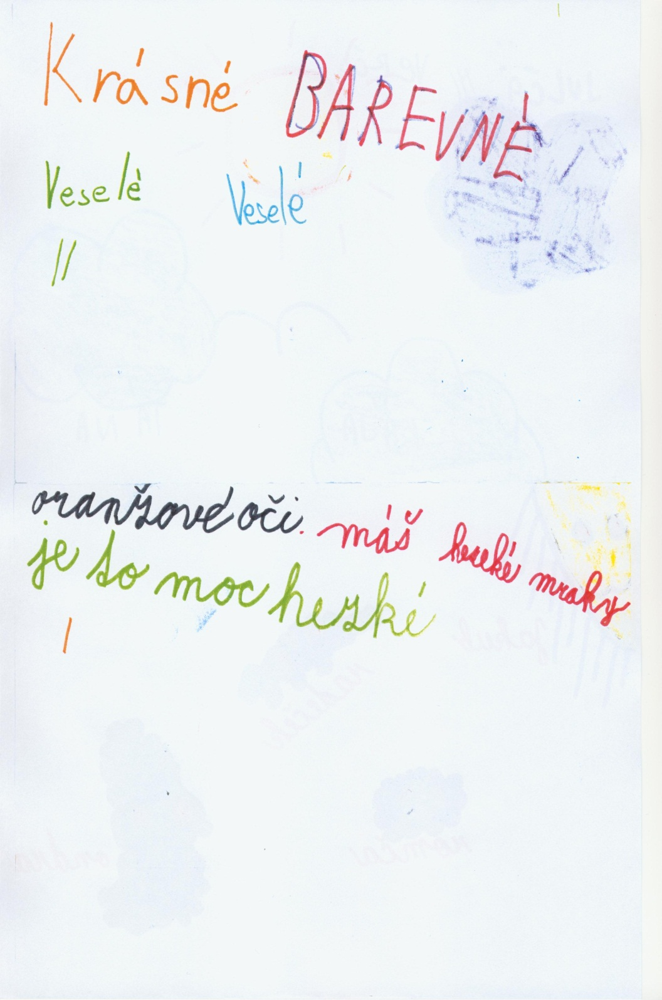 Krásné BAREVNÉ
Veselé Veselé
oranžové oči. máš hezké mraky
je to moc hezké